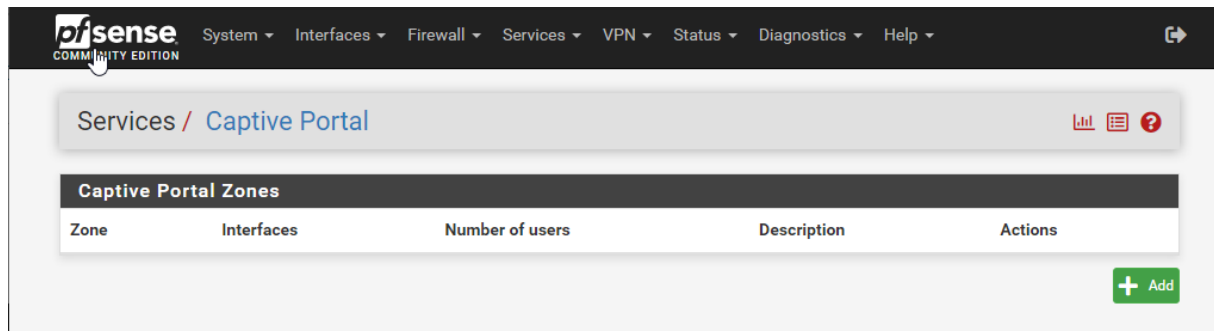 pfsense System Interfaces Firewall Services VPN Status Diagnostics Help
COMMUNITY EDITION
Services / Captive Portal
Captive Portal Zones
Zone Interfaces Number of users Description Actions
Add